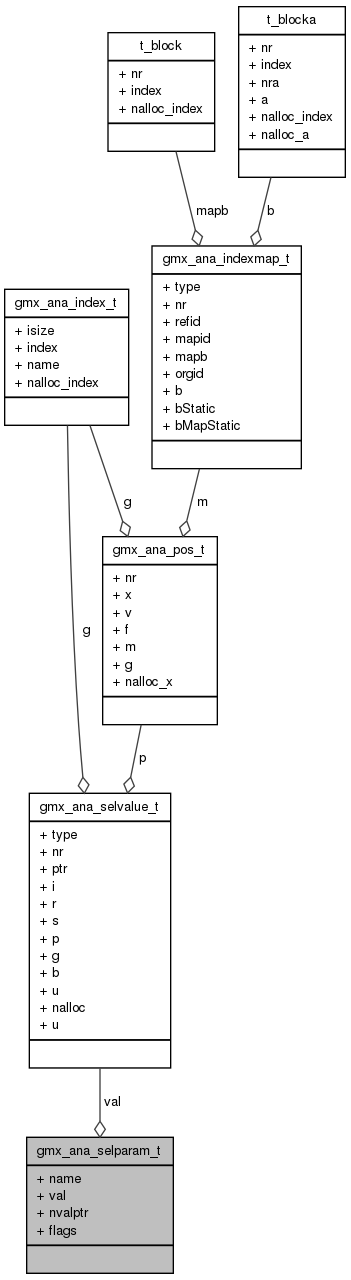 t_block
+ nr
+ index
+ nalloc_index
t_blocka
+ nr
+ index
+ nra
+ a
+ nalloc_index
+ nalloc_a
mapb
b
gmx_ana_indexmap_t
+ type
+ nr
+ refid
+ mapid
+ mapb
+ orgid
+ b
+ bStatic
+ bMapStatic
gmx_ana_index_t
+ isize
+ index
+ name
+ nalloc_index
g
m
gmx_ana_pos_t
+ nr
+ x
+ v
+ f
+ m
+ g
+ nalloc_x
g
p
gmx_ana_selvalue_t
+ type
+ nr
+ ptr
+ i
+ r
+ s
+ p
+ g
+ b
+ u
+ nalloc
+ u
val
gmx_ana_selparam_t
+ name
+ val
+ nvalptr
+ flags